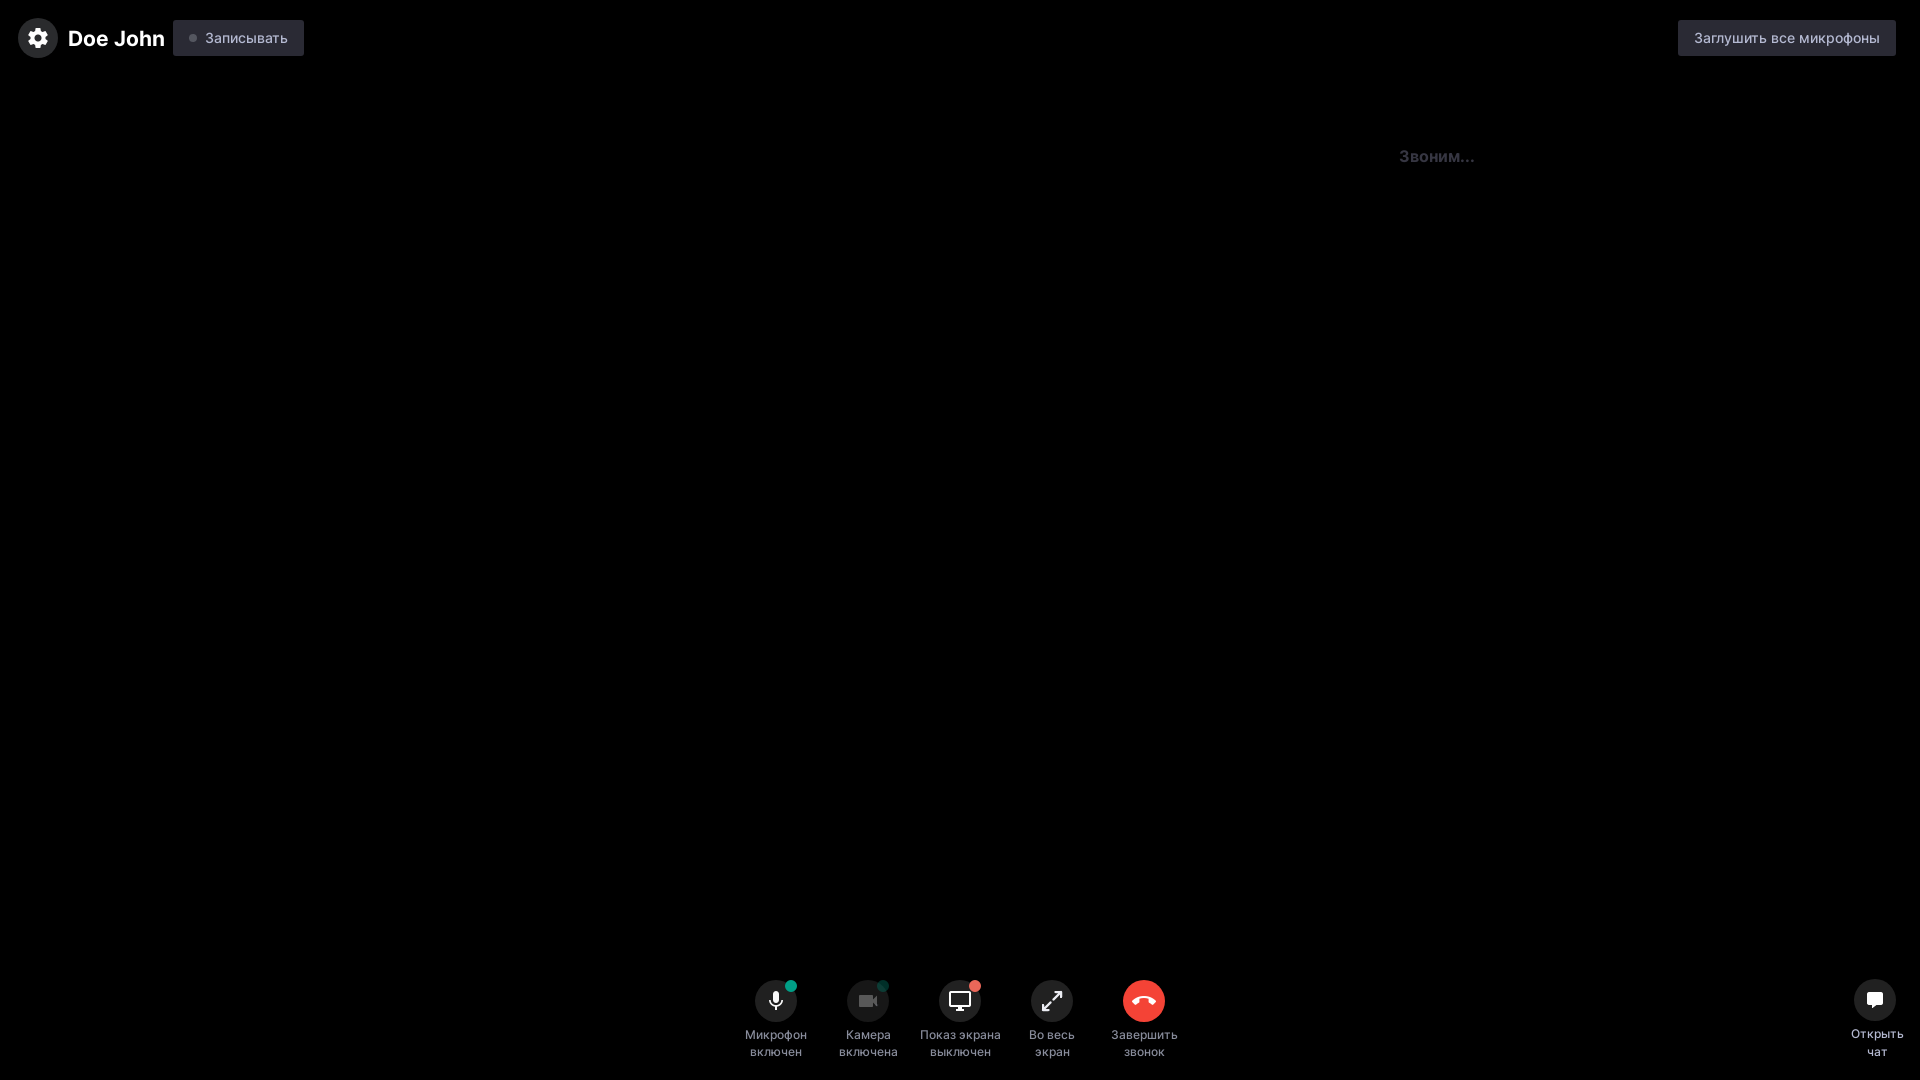 Doe John
Записывать
Заглушить все микрофоны
Звоним...
Микрофон
включен
Камера
включена
Показ экрана
выключен
Во весь
экран
Завершить
звонок
Открыть
чат